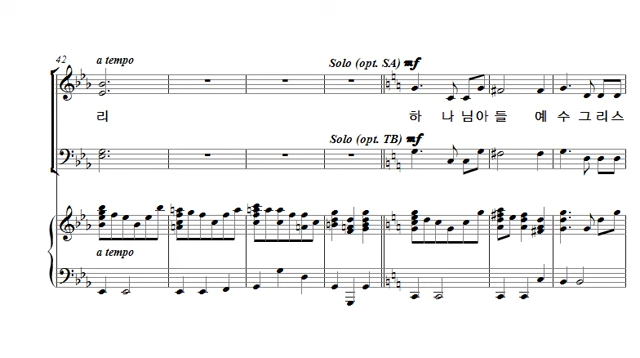 42 a tempo
Solo (opt. SA) mf
리 하 나 님아 들 예 수 그 리 스
Solo (opt. TB) mf
a tempo